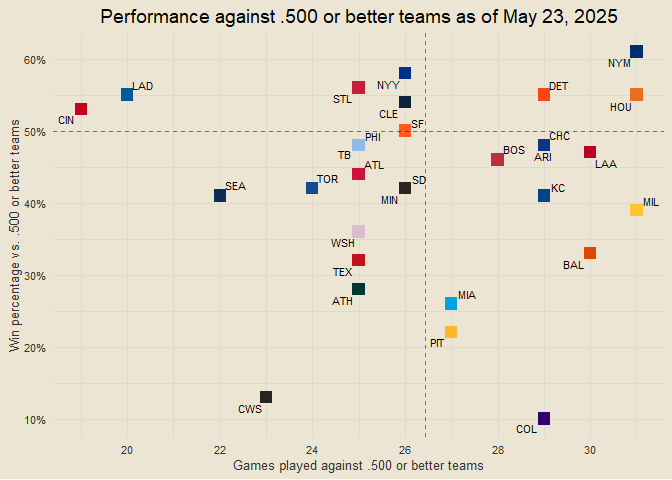 Performance against .500 or better teams as of May 23, 2025
Win percentage vs. .500 or better teams
60%
50%
40%
30%
20%
10%
NYM
NYY
LAD
STL
DET
HOU
CIN
CLE
SF
PHI
CHC
TB
BOS
ARI
LAA
ATL
TOR
SD
SEA
MIN
KC
MIL
WSH
TEX
BAL
ATH
MIA
PIT
CWS
COL
20
22
24
26
28
30
Games played against .500 or better teams